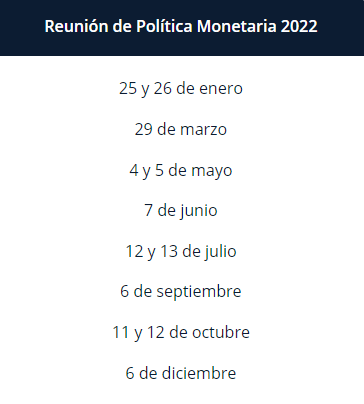 Reunión de Política Monetaria 2022
25 y 26 de enero
29 de marzo
4 y 5 de mayo
7 de junio
12 y 13 de julio
6 de septiembre
11 y 12 de octubre
6 de diciembre